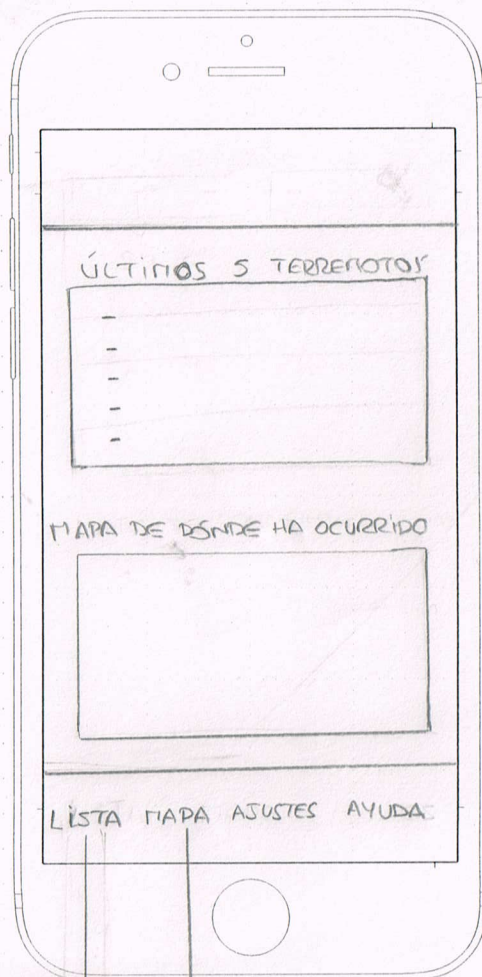 ÚLTIMOS 5 TERREMOTOS
-
-
-
-
-
MAPA DE DÓNDE HA OCURRIDO
LISTA MAPA AJUSTES AYUDA